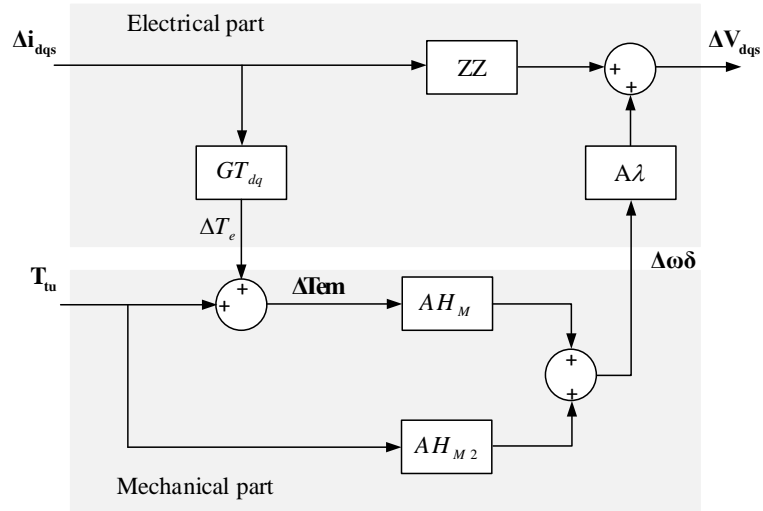 Electrical part
Δi_dqs
ΔV_dqs
ZZ
+
+
GT_dq
Aλ
ΔT_e
Δωδ
T_tu
+
+
ΔTem
AH_M
+
+
AH_M2
Mechanical part